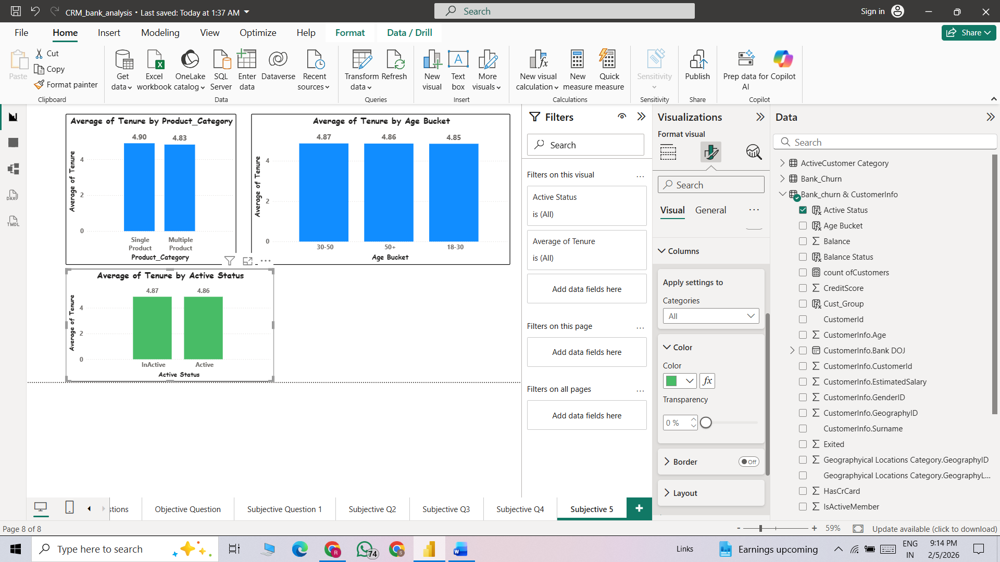 CRM_bank_analysis • Last saved: Today at 1:37 AM
Search
Sign in
File Home Insert Modeling View Optimize Help Format Data / Drill
Share
Paste
Cut
Copy
Format painter
Clipboard
Get data
Excel workbook
OneLake catalog
SQL Server
Enter data
Dataverse
Recent sources
Data
Transform data
Refresh
Queries
New visual
Text box
More visuals
Insert
New visual calculation
New measure
Quick measure
Calculations
Sensitivity
Sensitivity
Publish
Share
Prep data for AI
Copilot
Copilot
DAX
TMDL
Average of Tenure by Product_Category
4.90
4.83
Average of Tenure
4
2
0
Single Product
Multiple Product
Product_Category
Average of Tenure by Age Bucket
4.87
4.86
4.85
Average of Tenure
4
2
0
30-50
50+
18-30
Age Bucket
Average of Tenure by Active Status
4.87
4.86
Average of Tenure
4
2
0
InActive
Active
Active Status
Filters
Search
Filters on this visual
Active Status
is (All)
Average of Tenure
is (All)
Add data fields here
Filters on this page
Add data fields here
Filters on all pages
Add data fields here
Visualizations
Format visual
Search
Visual General
Columns
Apply settings to
Categories
All
Color
Color
fx
Transparency
0 %
Border
Off
Layout
Data
Search
ActiveCustomer Category
Bank_Churn
Bank_churn & CustomerInfo
Active Status
Age Bucket
Balance
Balance Status
count ofCustomers
CreditScore
Cust_Group
CustomerId
CustomerInfo.Age
CustomerInfo.Bank DOJ
CustomerInfo.CustomerId
CustomerInfo.EstimatedSalary
CustomerInfo.GenderID
CustomerInfo.GeographyID
CustomerInfo.Surname
Exited
Geographyical Locations Category.GeographyID
Geographyical Locations Category.GeographyL...
HasCrCard
IsActiveMember
stions
Objective Question
Subjective Question 1
Subjective Q2
Subjective Q3
Subjective Q4
Subjective 5
Page 8 of 8
59%
Update available (click to download)
Type here to search
74
Links
Earnings upcoming
ENG
IN
9:14 PM
2/5/2026